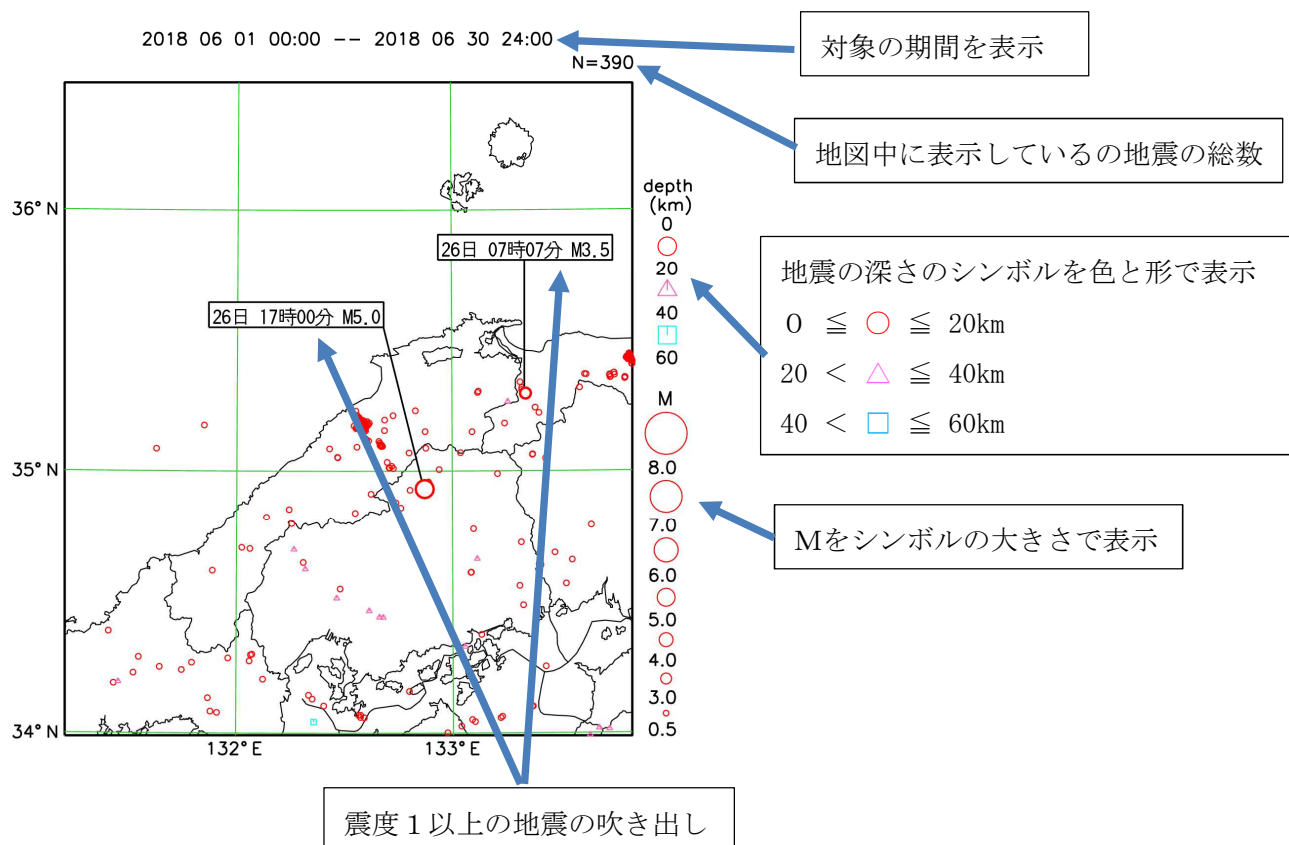 2018 06 01 00:00 -- 2018 06 30 24:00
N=390
対象の期間を表示
地図中に表示しているの地震の総数
36°N
35°N
34°N
132°E
133°E
26日 07時07分 M3.5
26日 17時00分 M5.0
depth
(km)
0
20
40
60
M
8.0
7.0
6.0
5.0
4.0
3.0
0.5
地震の深さのシンボルを色と形で表示
0 ≦ ○ ≦ 20km
20 < △ ≦ 40km
40 < □ ≦ 60km
Mをシンボルの大きさで表示
震度１以上の地震の吹き出し